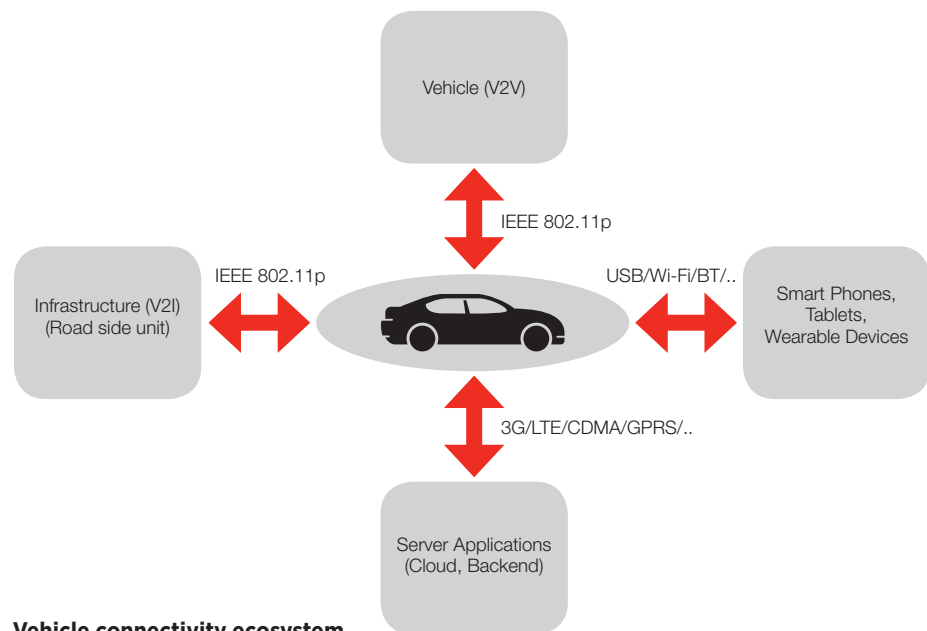 Vehicle (V2V)
IEEE 802.11p
IEEE 802.11p
Infrastructure (V2I)
(Road side unit)
USB/Wi-Fi/BT/..
Smart Phones,
Tablets,
Wearable Devices
3G/LTE/CDMA/GPRS/..
Server Applications
(Cloud, Backend)
Vehicle connectivity ecosystem